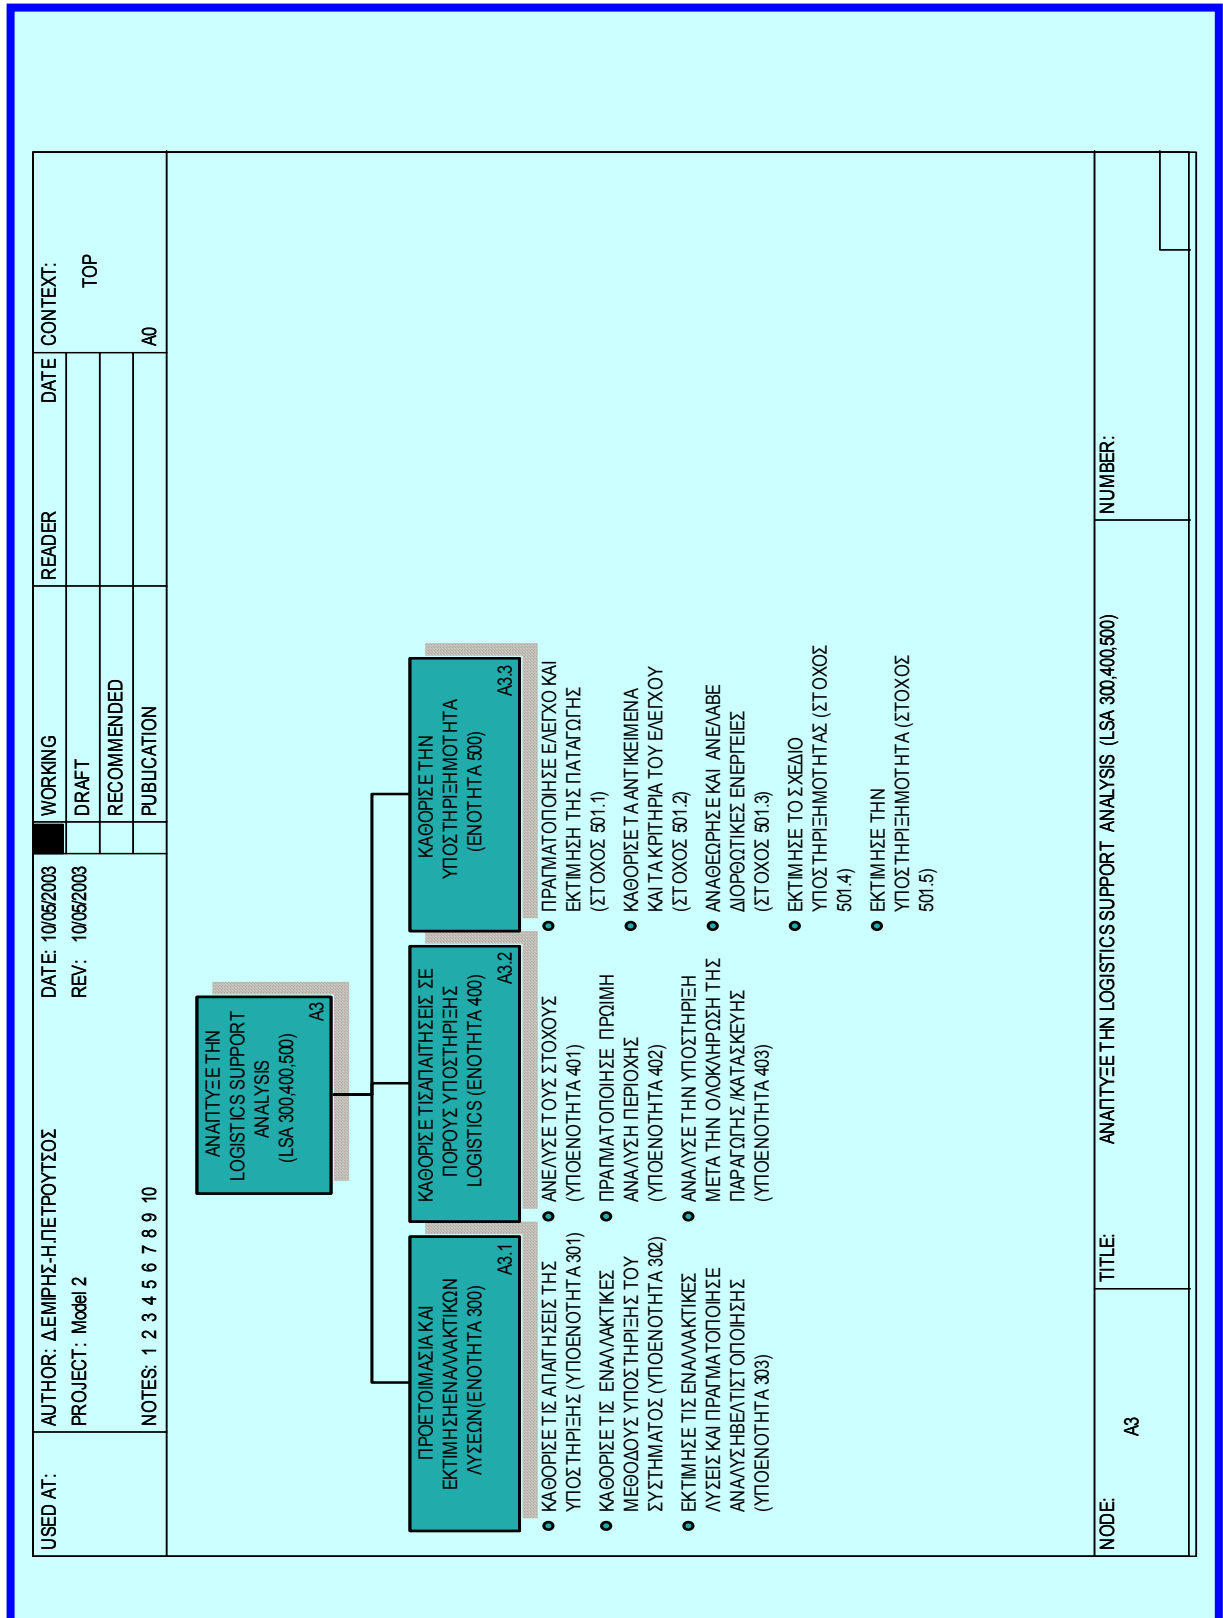 USED AT:
AUTHOR: ΔΕΜΙΡΗΣ-Η.ΠΕΤΡΟΥΤΣΟΣ
DATE: 10/05/2003
WORKING
READER
DATE
CONTEXT:
PROJECT: Model 2
REV: 10/05/2003
DRAFT
TOP
RECOMMENDED
NOTES: 1 2 3 4 5 6 7 8 9 10
PUBLICATION
A0
ΑΝΑΠΤΥΞΕ ΤΗΝ
LOGISTICS SUPPORT
ANALYSIS
(LSA 300,400,500)
A3
ΠΡΟΕΤΟΙΜΑΣΙΑ ΚΑΙ
ΕΚΤΙΜΗΣΗ ΕΝΑΛΛΑΚΤΙΚΩΝ
ΛΥΣΕΩΝ(ΕΝΟΤΗΤΑ 300)
A3.1
● ΚΑΘΟΡΙΣΕ ΤΙΣ ΑΠΑΙΤΗΣΕΙΣ ΤΗΣ
ΥΠΟΣΤΗΡΙΞΗΣ (ΥΠΟΕΝΟΤΗΤΑ 301)
● ΚΑΘΟΡΙΣΕ ΤΙΣ ΕΝΑΛΛΑΚΤΙΚΕΣ
ΜΕΘΟΔΟΥΣ ΥΠΟΣΤΗΡΙΞΗΣ ΤΟΥ
ΣΥΣΤΗΜΑΤΟΣ (ΥΠΟΕΝΟΤΗΤΑ 302)
● ΕΚΤΙΜΗΣΕ ΤΙΣ ΕΝΑΛΛΑΚΤΙΚΕΣ
ΛΥΣΕΙΣ ΚΑΙ ΠΡΑΓΜΑΤΟΠΟΙΗΣΕ
ΑΝΑΛΥΣΗ ΒΕΛΤΙΣΤΟΠΟΙΗΣΗΣ
(ΥΠΟΕΝΟΤΗΤΑ 303)
ΚΑΘΟΡΙΣΕ ΤΙΣ ΑΠΑΙΤΗΣΕΙΣ ΣΕ
ΠΟΡΟΥΣ ΥΠΟΣΤΗΡΙΞΗΣ
LOGISTICS (ΕΝΟΤΗΤΑ 400)
A3.2
● ΑΝΕΛΥΣΕ ΤΟΥΣ ΣΤΟΧΟΥΣ
(ΥΠΟΕΝΟΤΗΤΑ 401)
● ΠΡΑΓΜΑΤΟΠΟΙΗΣΕ ΠΡΩΙΜΗ
ΑΝΑΛΥΣΗ ΠΕΡΙΟΧΗΣ
(ΥΠΟΕΝΟΤΗΤΑ 402)
● ΑΝΑΛΥΣΕ ΤΗΝ ΥΠΟΣΤΗΡΙΞΗ
ΜΕΤΑ ΤΗΝ ΟΛΟΚΛΗΡΩΣΗ ΤΗΣ
ΠΑΡΑΓΩΓΗΣ /ΚΑΤΑΣΚΕΥΗΣ
(ΥΠΟΕΝΟΤΗΤΑ 403)
ΚΑΘΟΡΙΣΕ ΤΗΝ
ΥΠΟΣΤΗΡΙΞΗΜΟΤΗΤΑ
(ΕΝΟΤΗΤΑ 500)
A3.3
● ΠΡΑΓΜΑΤΟΠΟΙΗΣΕ ΕΛΕΓΧΟ ΚΑΙ
ΕΚΤΙΜΗΣΗ ΤΗΣ ΠΑΤΑΓΩΓΗΣ
(ΣΤΟΧΟΣ 501.1)
● ΚΑΘΟΡΙΣΕ ΤΑ ΑΝΤΙΚΕΙΜΕΝΑ
ΚΑΙ ΤΑ ΚΡΙΤΗΡΙΑ ΤΟΥ ΕΛΕΓΧΟΥ
(ΣΤΟΧΟΣ 501.2)
● ΑΝΑΘΕΩΡΗΣΕ ΚΑΙ ΑΝΕΛΑΒΕ
ΔΙΟΡΘΩΤΙΚΕΣ ΕΝΕΡΓΕΙΕΣ
(ΣΤΟΧΟΣ 501.3)
● ΕΚΤΙΜΗΣΕ ΤΟ ΣΧΕΔΙΟ
ΥΠΟΣΤΗΡΙΞΗΜΟΤΗΤΑΣ (ΣΤΟΧΟΣ
501.4)
● ΕΚΤΙΜΗΣΕ ΤΗΝ
ΥΠΟΣΤΗΡΙΞΗΜΟΤΗΤΑ (ΣΤΟΧΟΣ
501.5)
NODE:
A3
TITLE:
ΑΝΑΠΤΥΞΕ ΤΗΝ LOGISTICS SUPPORT ANALYSIS (LSA 300,400,500)
NUMBER: